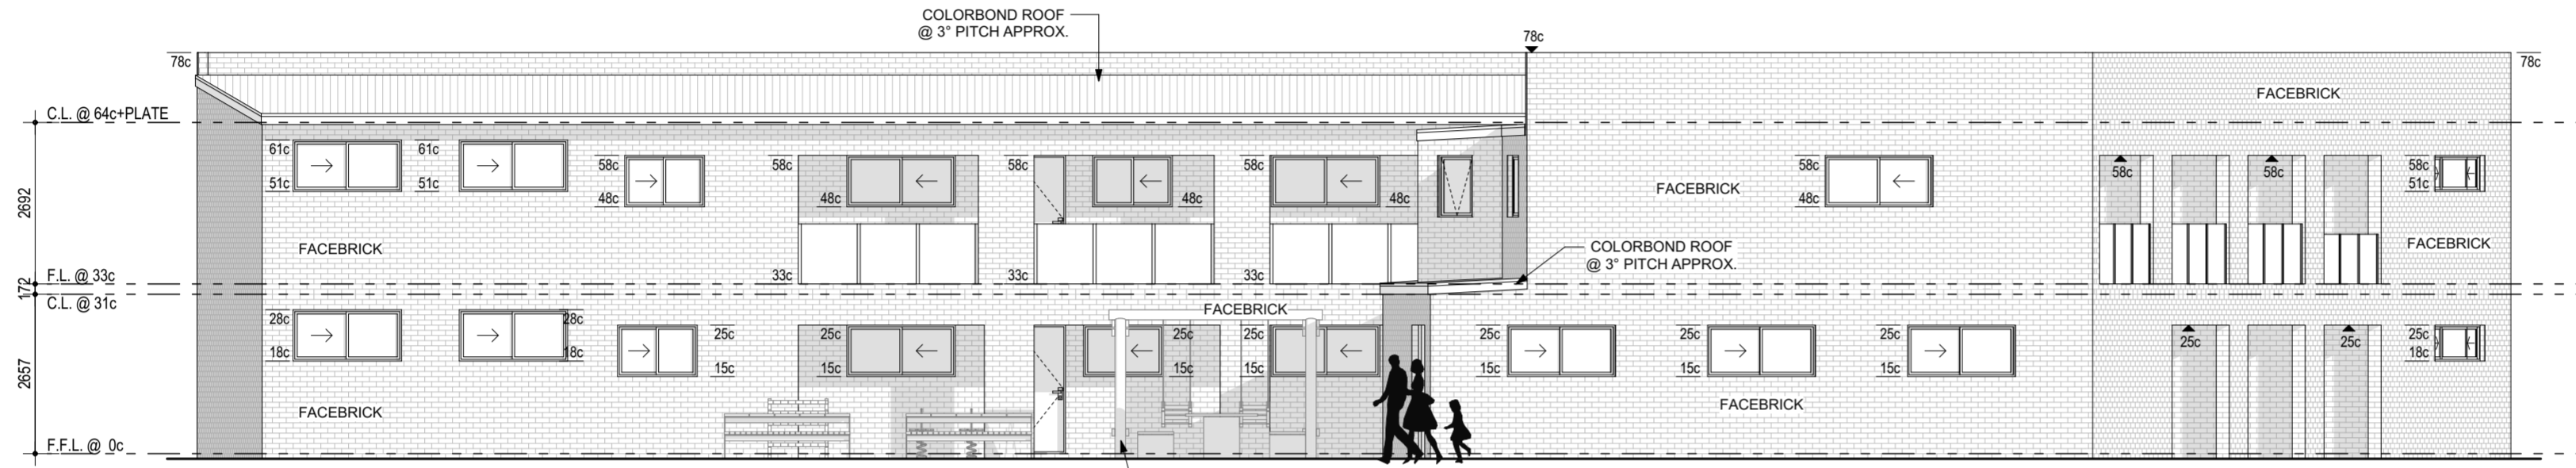 COLORBOND ROOF
@ 3° PITCH APPROX.
78c
78c
78c
FACEBRICK
C.L. @ 64c+PLATE
61c
61c
58c
58c
58c
58c
58c
58c
58c
58c
51c
51c
48c
48c
48c
48c
48c
51c
FACEBRICK
2692
FACEBRICK
COLORBOND ROOF
@ 3° PITCH APPROX.
FACEBRICK
F.L. @ 33c
33c
33c
33c
172
C.L. @ 31c
FACEBRICK
28c
28c
25c
25c
25c
25c
25c
25c
25c
25c
25c
25c
18c
18c
15c
15c
15c
15c
15c
15c
15c
18c
2657
FACEBRICK
FACEBRICK
F.F.L. @ 0c